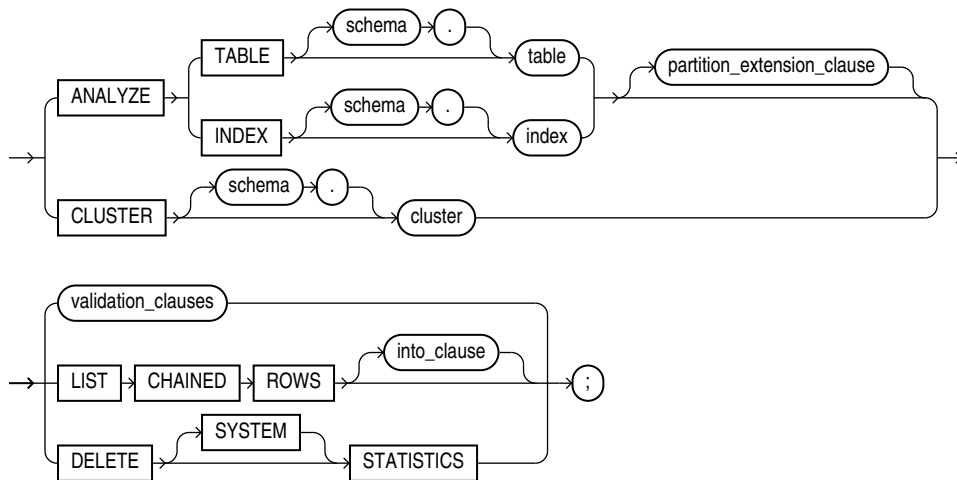 schema .
TABLE table
partition_extension_clause
ANALYZE
schema .
INDEX index
schema .
CLUSTER cluster
validation_clauses
into_clause
LIST CHAINED ROWS ;
SYSTEM
DELETE STATISTICS